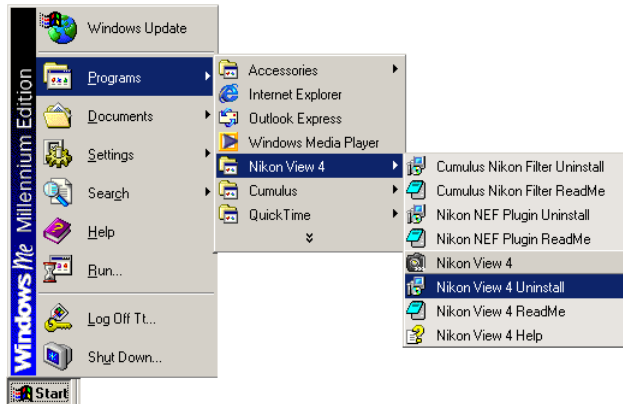 Windows Update
Programs
Documents
Settings
Search
Help
Run...
Log Off Tt...
Shut Down...
Windows Me Millennium Edition
Start
Accessories
Internet Explorer
Outlook Express
Windows Media Player
Nikon View 4
Cumulus
QuickTime
Cumulus Nikon Filter Uninstall
Cumulus Nikon Filter ReadMe
Nikon NEF Plugin Uninstall
Nikon NEF Plugin ReadMe
Nikon View 4
Nikon View 4 Uninstall
Nikon View 4 ReadMe
Nikon View 4 Help